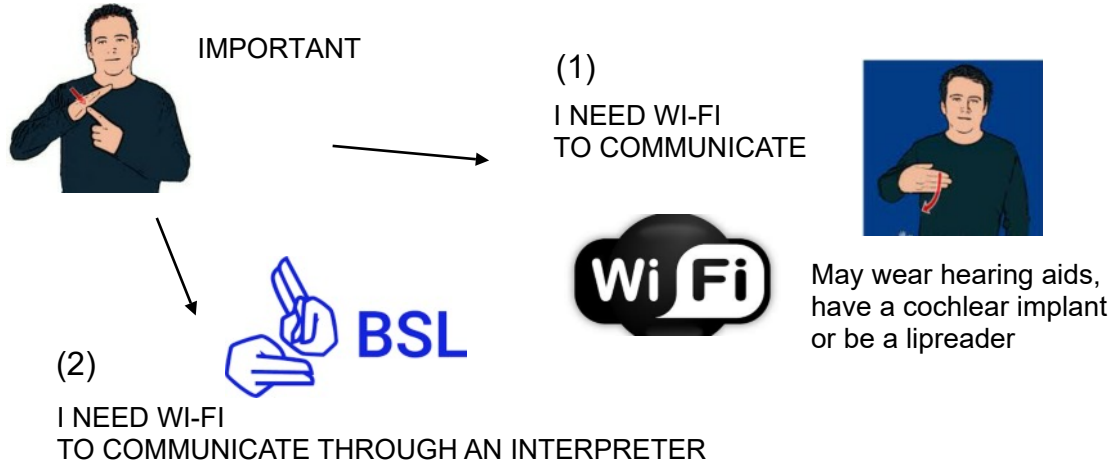 IMPORTANT
(1)
I NEED WI-FI
TO COMMUNICATE
Wi Fi
May wear hearing aids,
have a cochlear implant
or be a lipreader
BSL
(2)
I NEED WI-FI
TO COMMUNICATE THROUGH AN INTERPRETER